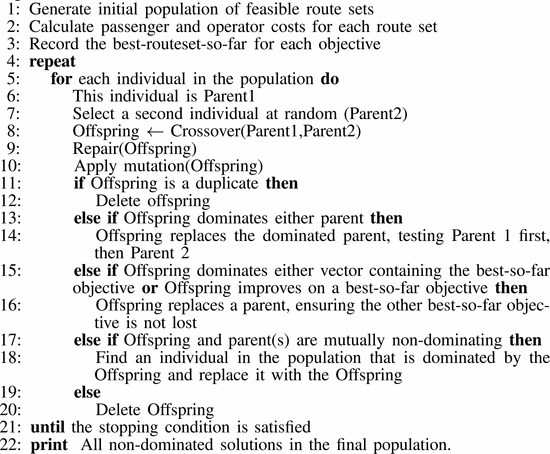 1: Generate initial population of feasible route sets
2: Calculate passenger and operator costs for each route set
3: Record the best-routeset-so-far for each objective
4: repeat
5: for each individual in the population do
6: This individual is Parent1
7: Select a second individual at random (Parent2)
8: Offspring ← Crossover(Parent1,Parent2)
9: Repair(Offspring)
10: Apply mutation(Offspring)
11: if Offspring is a duplicate then
12: Delete offspring
13: else if Offspring dominates either parent then
14: Offspring replaces the dominated parent, testing Parent 1 first,
then Parent 2
15: else if Offspring dominates either vector containing the best-so-far
objective or Offspring improves on a best-so-far objective then
16: Offspring replaces a parent, ensuring the other best-so-far objec-
tive is not lost
17: else if Offspring and parent(s) are mutually non-dominating then
18: Find an individual in the population that is dominated by the
Offspring and replace it with the Offspring
19: else
20: Delete Offspring
21: until the stopping condition is satisfied
22: print All non-dominated solutions in the final population.